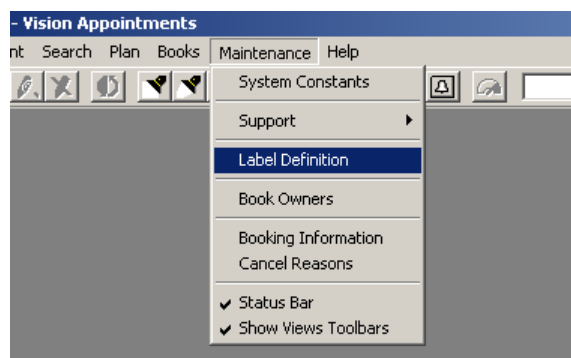 - Vision Appointments
nt Search Plan Books Maintenance Help
System Constants
Support
Label Definition
Book Owners
Booking Information
Cancel Reasons
Status Bar
Show Views Toolbars